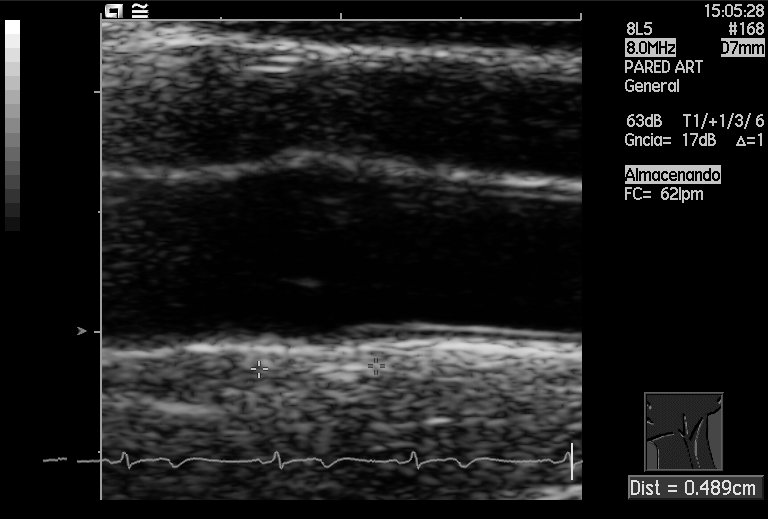 15:05:28
8L5 #168
8.0MHz 07mm
PARED ART
General
63dB T1/+1/3/ 6
Gncia= 17dB Δ=1
Almacenando
FC= 62lpm
Dist = 0.489cm